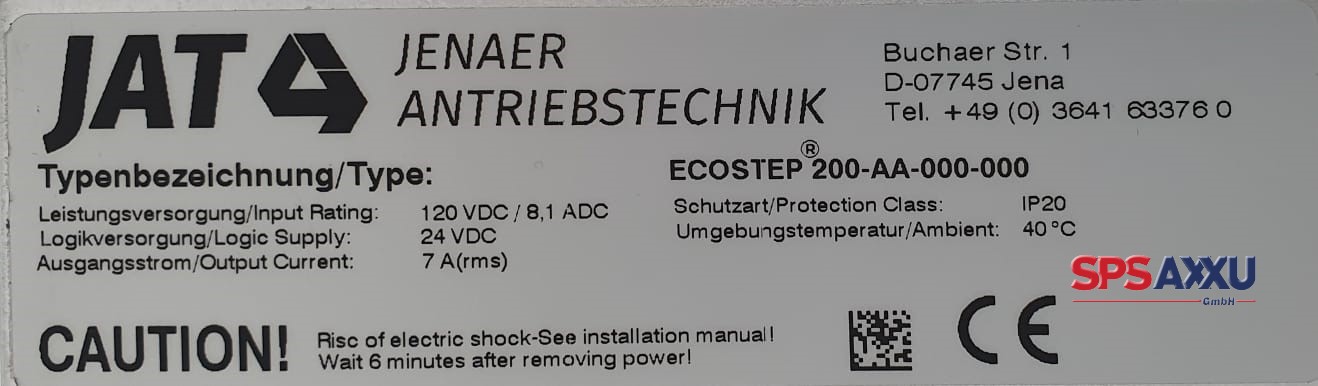 JAT JENAER
ANTRIEBSTECHNIK
Buchaer Str. 1
D-07745 Jena
Tel. +49 (0) 3641 63376 0
Typenbezeichnung/Type: ECOSTEP® 200-AA-000-000
Leistungsversorgung/Input Rating: 120 VDC / 8,1 ADC
Logikversorgung/Logic Supply: 24 VDC
Ausgangsstrom/Output Current: 7 A(rms)
Schutzart/Protection Class: IP20
Umgebungstemperatur/Ambient: 40 °C
SPSAXXU
GmbH
CAUTION! Risc of electric shock-See installation manual!
Wait 6 minutes after removing power!
CE